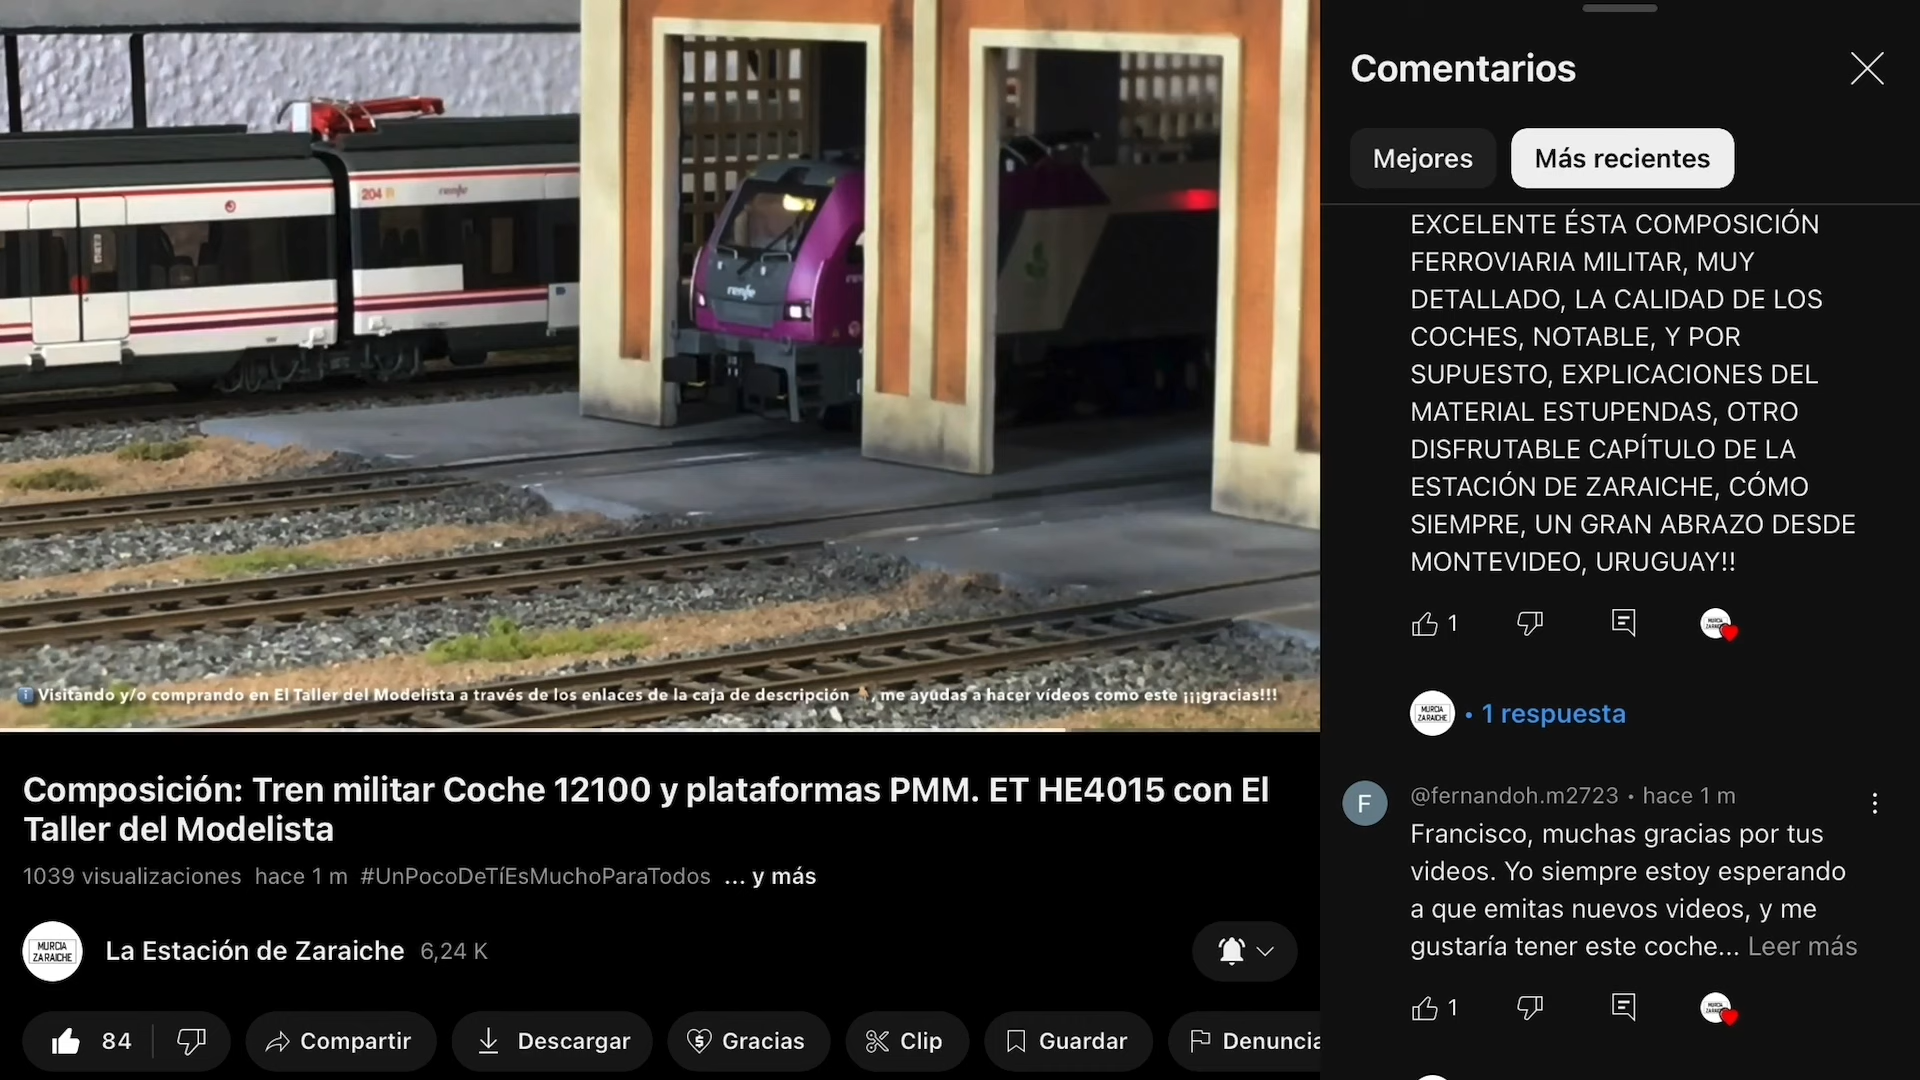 204
renfe
renfe
Visitando y/o comprando en El Taller del Modelista a través de los enlaces de la caja de descripción , me ayudas a hacer vídeos como este ¡¡¡gracias!!!
Composición: Tren militar Coche 12100 y plataformas PMM. ET HE4015 con El
Taller del Modelista
1039 visualizaciones hace 1 m #UnPocoDeTíEsMuchoParaTodos ... y más
MURCIA
ZARAICHE
La Estación de Zaraiche 6,24 K
84
Compartir
Descargar
Gracias
Clip
Guardar
Denuncia
Comentarios
Mejores
Más recientes
EXCELENTE ÉSTA COMPOSICIÓN
FERROVIARIA MILITAR, MUY
DETALLADO, LA CALIDAD DE LOS
COCHES, NOTABLE, Y POR
SUPUESTO, EXPLICACIONES DEL
MATERIAL ESTUPENDAS, OTRO
DISFRUTABLE CAPÍTULO DE LA
ESTACIÓN DE ZARAICHE, CÓMO
SIEMPRE, UN GRAN ABRAZO DESDE
MONTEVIDEO, URUGUAY!!
1
MURCIA
ZARAICHE
• 1 respuesta
F
@fernandoh.m2723 • hace 1 m
Francisco, muchas gracias por tus
videos. Yo siempre estoy esperando
a que emitas nuevos videos, y me
gustaría tener este coche... Leer más
1